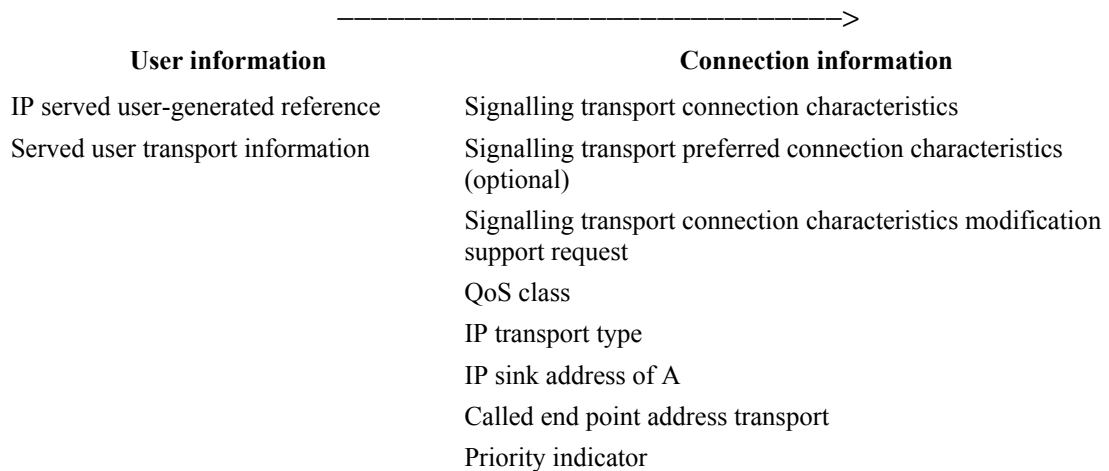 User information
Connection information
IP served user-generated reference
Signalling transport connection characteristics
Served user transport information
Signalling transport preferred connection characteristics
(optional)
Signalling transport connection characteristics modification
support request
QoS class
IP transport type
IP sink address of A
Called end point address transport
Priority indicator